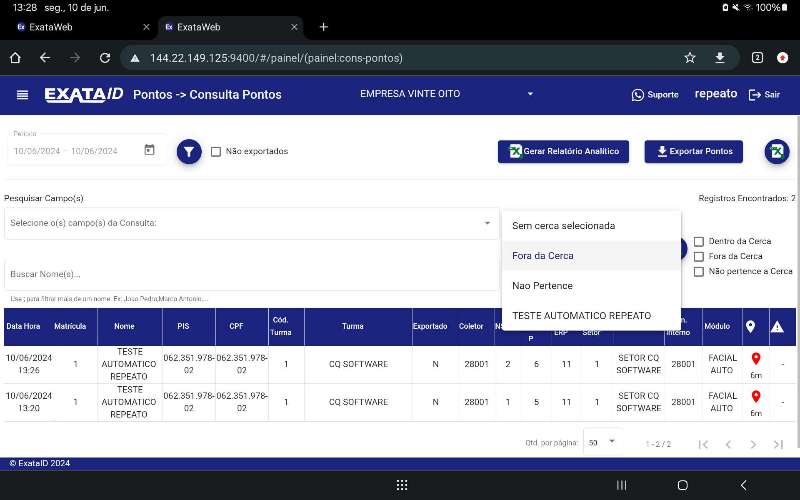 13:28 seg., 10 de jun.
100%
ExataWeb
ExataWeb
144.22.149.125:9400/#/painel/(painel:cons-pontos)
2
EXATAID
Pontos -> Consulta Pontos
EMPRESA VINTE OITO
Suporte
repeato
Sair
Período
10/06/2024 – 10/06/2024
Não exportados
Gerar Relatório Analítico
Exportar Pontos
Pesquisar Campo(s)
Registros Encontrados: 2
Selecione o(s) campo(s) da Consulta:
Sem cerca selecionada
Fora da Cerca
Nao Pertence
TESTE AUTOMATICO REPEATO
Dentro da Cerca
Fora da Cerca
Não pertence a Cerca
Buscar Nome(s)...
Use ; para filtrar mais de um nome. Ex: João Pedro;Marco Antonio;...
Data Hora Matrícula Nome PIS CPF Cód. Turma Turma Exportado Coletor P ERP Setor Interno Módulo
10/06/2024 13:26 1 TESTE AUTOMATICO REPEATO 062.351.978-02 062.351.978-02 1 CQ SOFTWARE N 28001 2 6 11 1 SETOR CQ SOFTWARE 28001 FACIAL AUTO 6m -
10/06/2024 13:20 1 TESTE AUTOMATICO REPEATO 062.351.978-02 062.351.978-02 1 CQ SOFTWARE N 28001 1 5 11 1 SETOR CQ SOFTWARE 28001 FACIAL AUTO 6m -
Qtd. por página: 50 1 - 2 / 2
© ExataID 2024